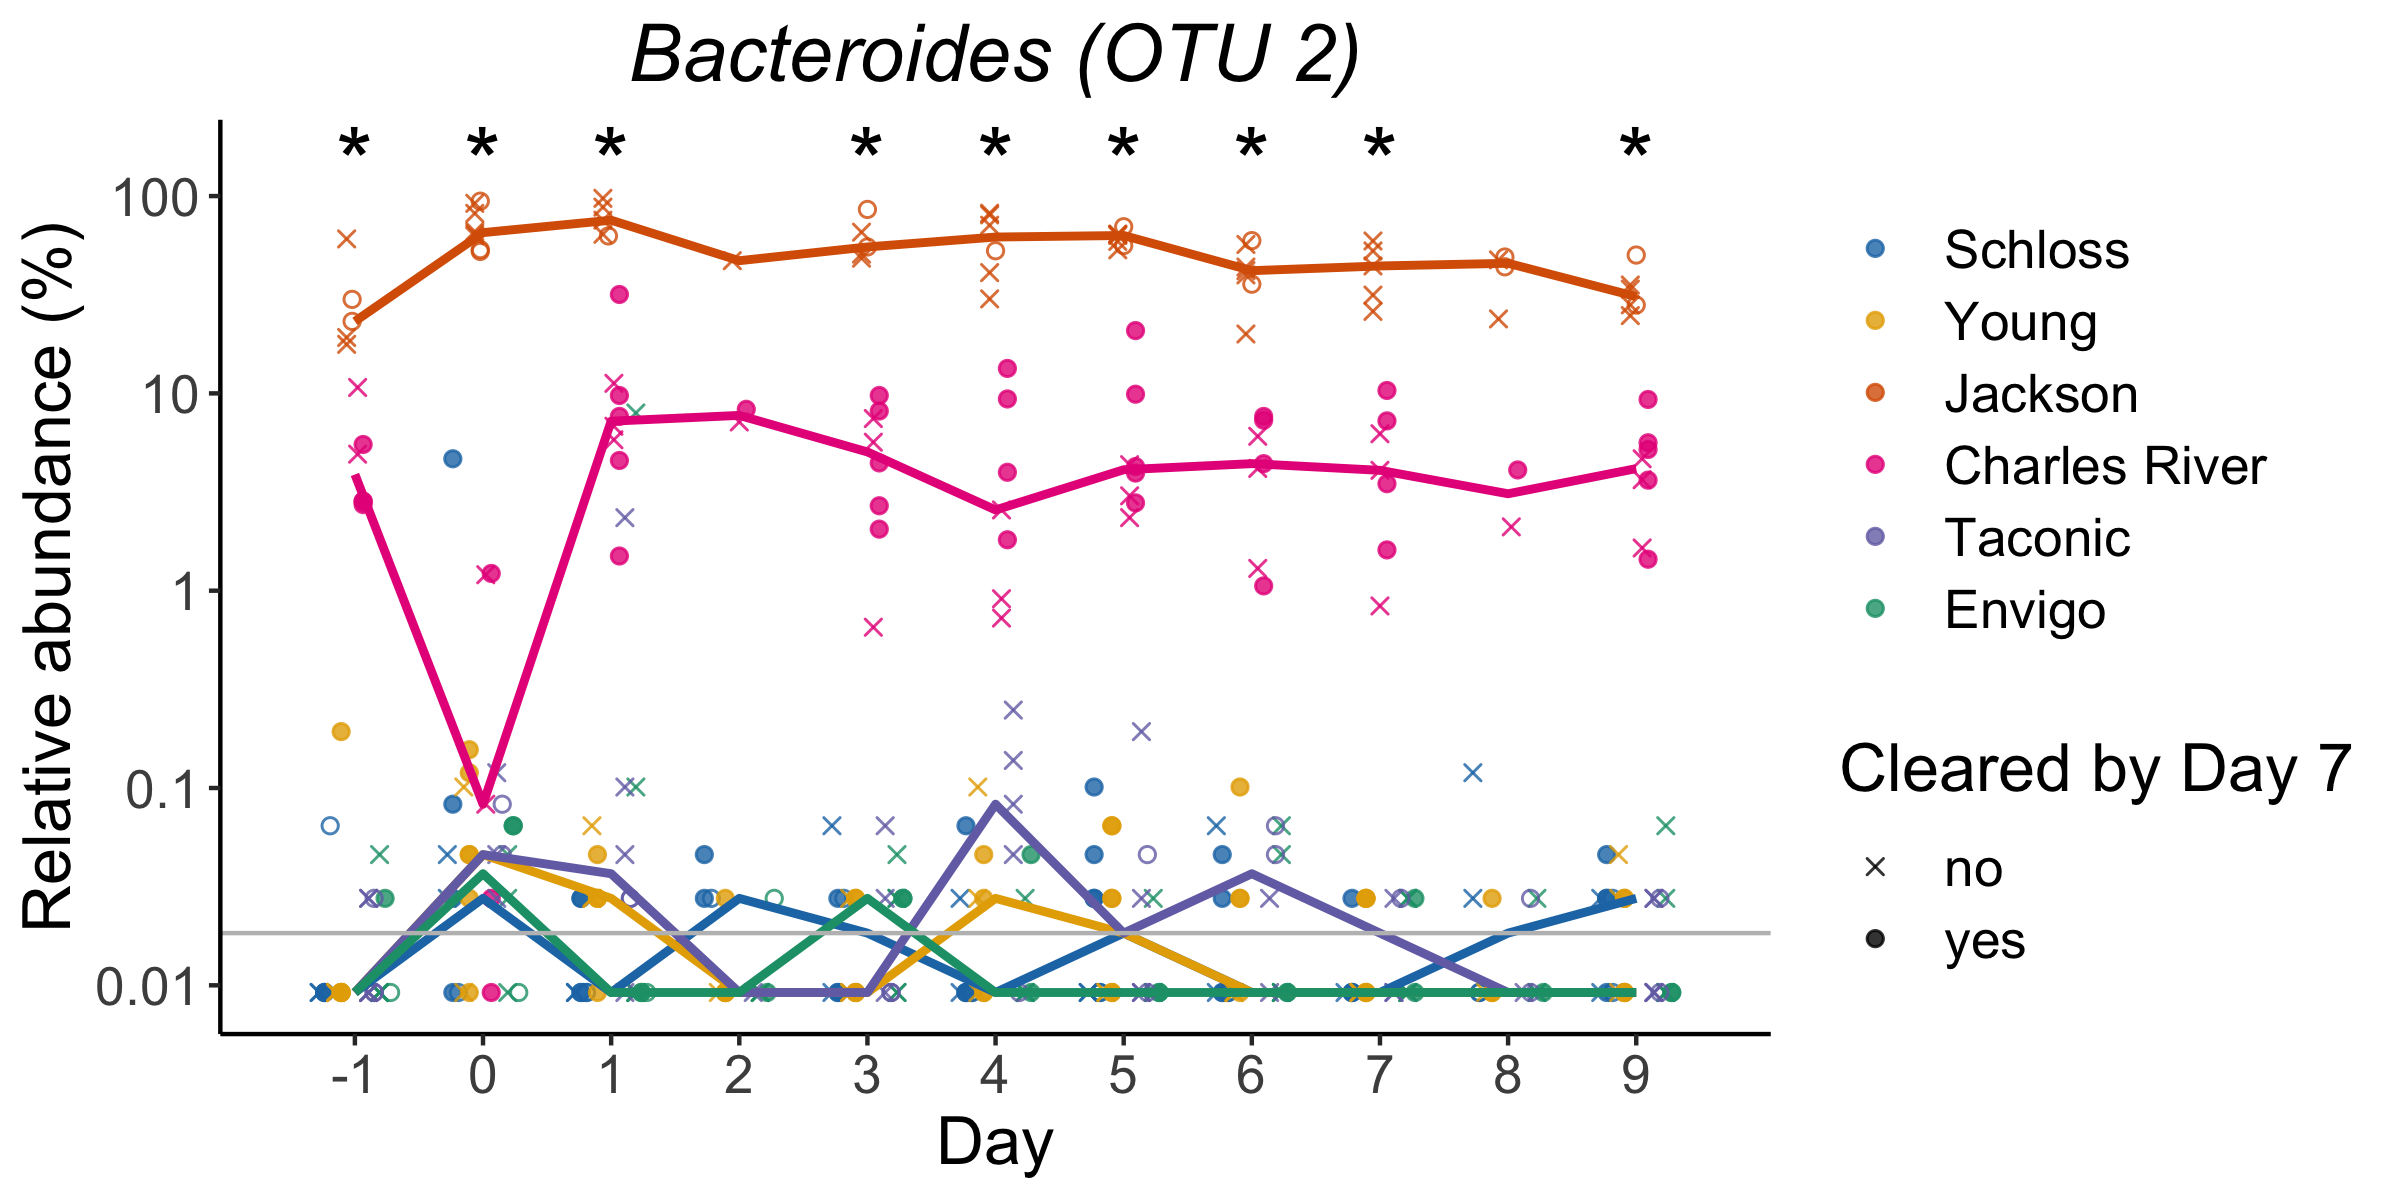 Bacteroides (OTU 2)
* * * * * * * * *
Relative abundance (%)
100
10
1
0.1
0.01
-1 0 1 2 3 4 5 6 7 8 9
Day
Schloss
Young
Jackson
Charles River
Taconic
Envigo
Cleared by Day 7
no
yes